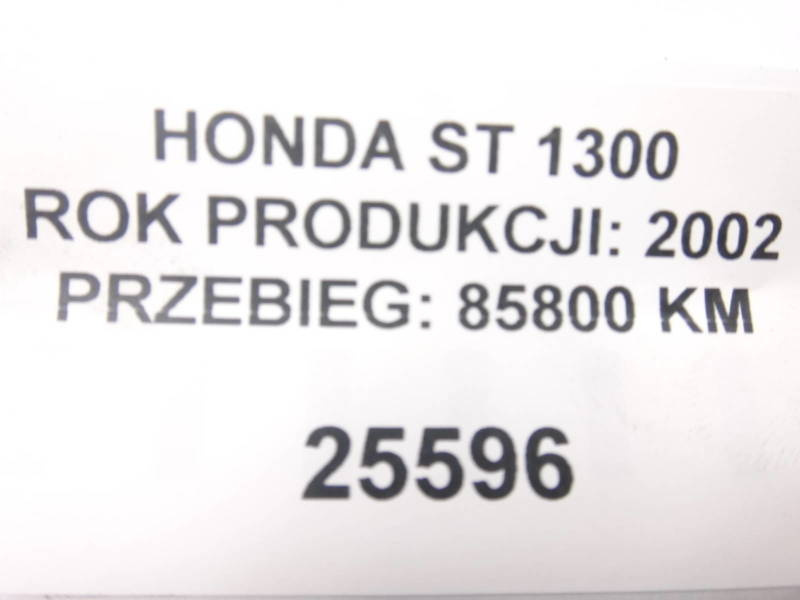 HONDA ST 1300
ROK PRODUKCJI: 2002
PRZEBIEG: 85800 KM
25596